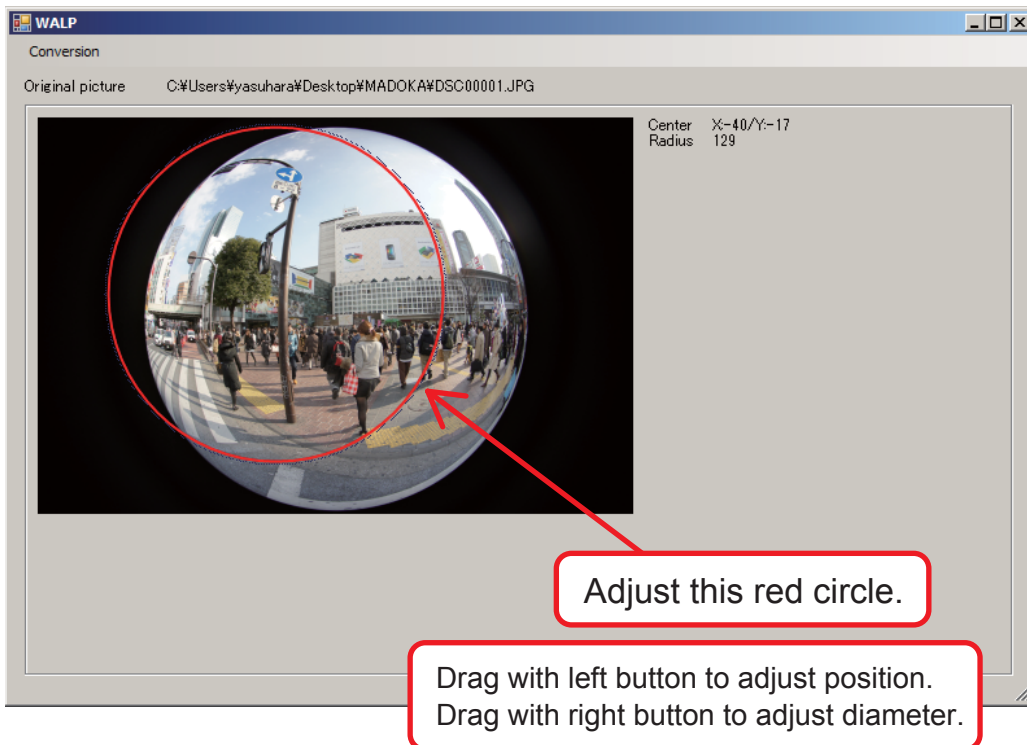 WALP
Conversion
Original picture C:¥Users¥yasuhara¥Desktop¥MADOKA¥DSC00001.JPG
Center X:-40/Y:-17
Radius 129
Adjust this red circle.
Drag with left button to adjust position.
Drag with right button to adjust diameter.